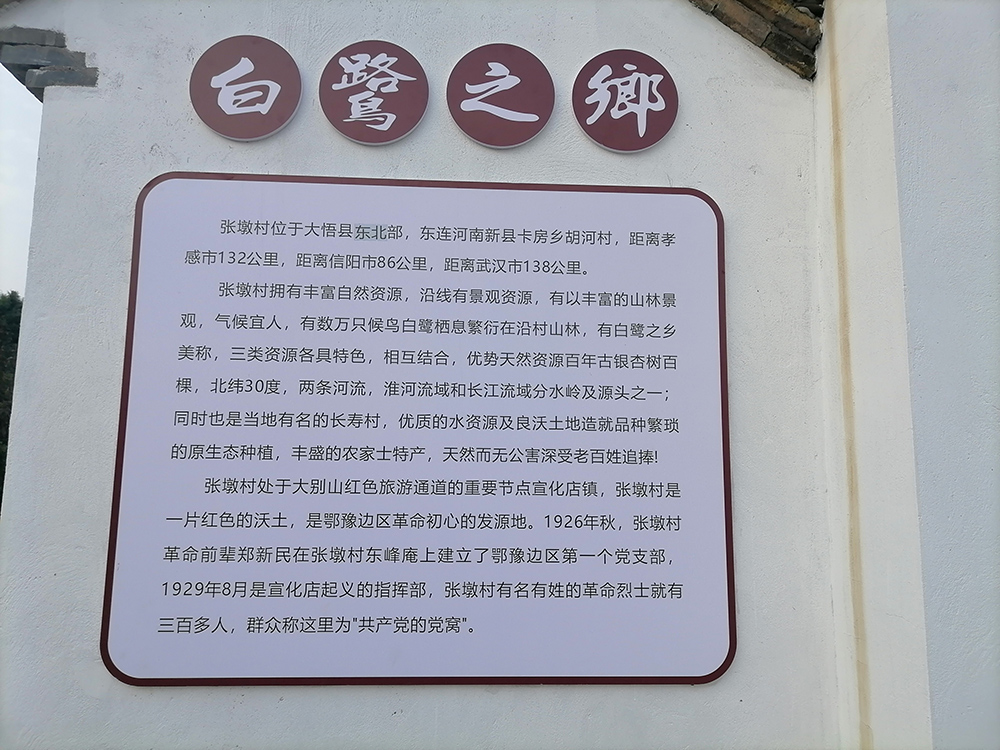 白鷺之鄉
张墩村位于大悟县东北部，东连河南新县卡房乡胡河村，距离孝
感市132公里，距离信阳市86公里，距离武汉市138公里。
张墩村拥有丰富自然资源，沿线有景观资源，有以丰富的山林景
观，气候宜人，有数万只候鸟白鹭栖息繁衍在沿村山林，有白鹭之乡
美称，三类资源各具特色，相互结合，优势天然资源百年古银杏树百
棵，北纬30度，两条河流，淮河流域和长江流域分水岭及源头之一；
同时也是当地有名的长寿村，优质的水资源及良沃土地造就品种繁琐
的原生态种植，丰盛的农家士特产，天然而无公害深受老百姓追捧!
张墩村处于大别山红色旅游通道的重要节点宣化店镇，张墩村是
一片红色的沃土，是鄂豫边区革命初心的发源地。1926年秋，张墩村
革命前辈郑新民在张墩村东峰庵上建立了鄂豫边区第一个党支部，
1929年8月是宣化店起义的指挥部，张墩村有名有姓的革命烈士就有
三百多人，群众称这里为"共产党的党窝"。